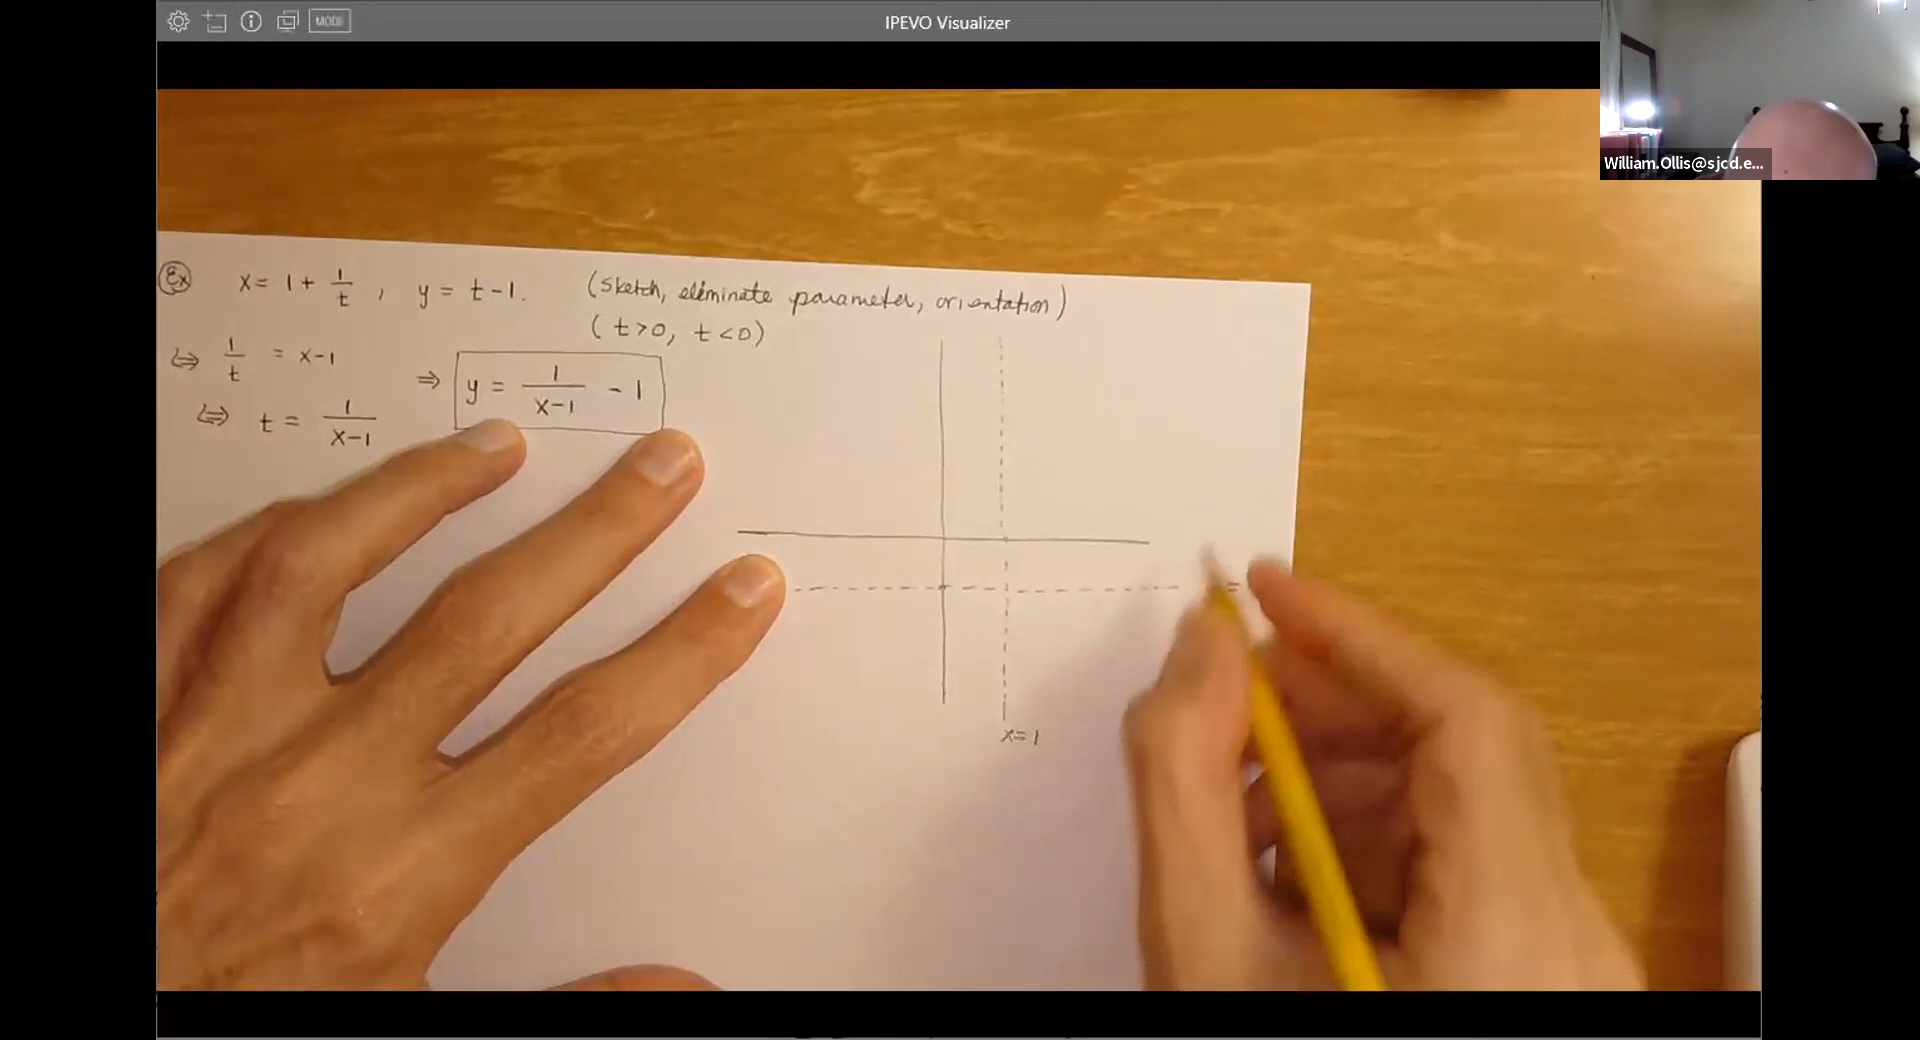 MODE
IPEVO Visualizer
William.Ollis@sjcd.e...
Ex x = 1 + 1/t , y = t - 1. (sketch, eliminate parameter, orientation)
( t > 0, t < 0 )
⇔ 1/t = x - 1
⇒ y = 1/(x-1) - 1
⇔ t = 1/(x-1)
=
x = 1